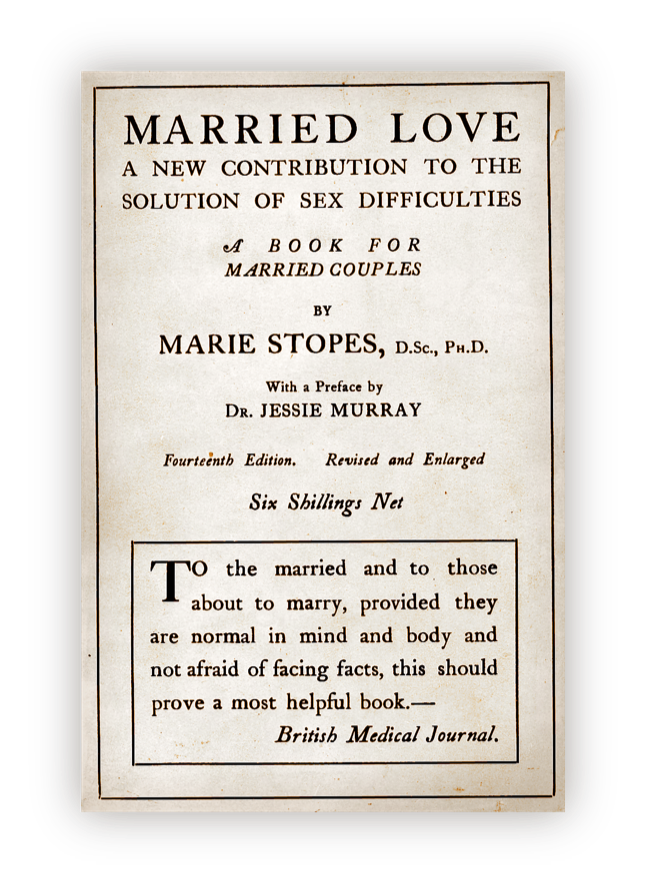 MARRIED LOVE
A NEW CONTRIBUTION TO THE
SOLUTION OF SEX DIFFICULTIES
A BOOK FOR
MARRIED COUPLES
BY
MARIE STOPES, D.Sc., Ph.D.
With a Preface by
Dr. JESSIE MURRAY
Fourteenth Edition. Revised and Enlarged
Six Shillings Net
TO the married and to those
about to marry, provided they
are normal in mind and body and
not afraid of facing facts, this should
prove a most helpful book.—
British Medical Journal.